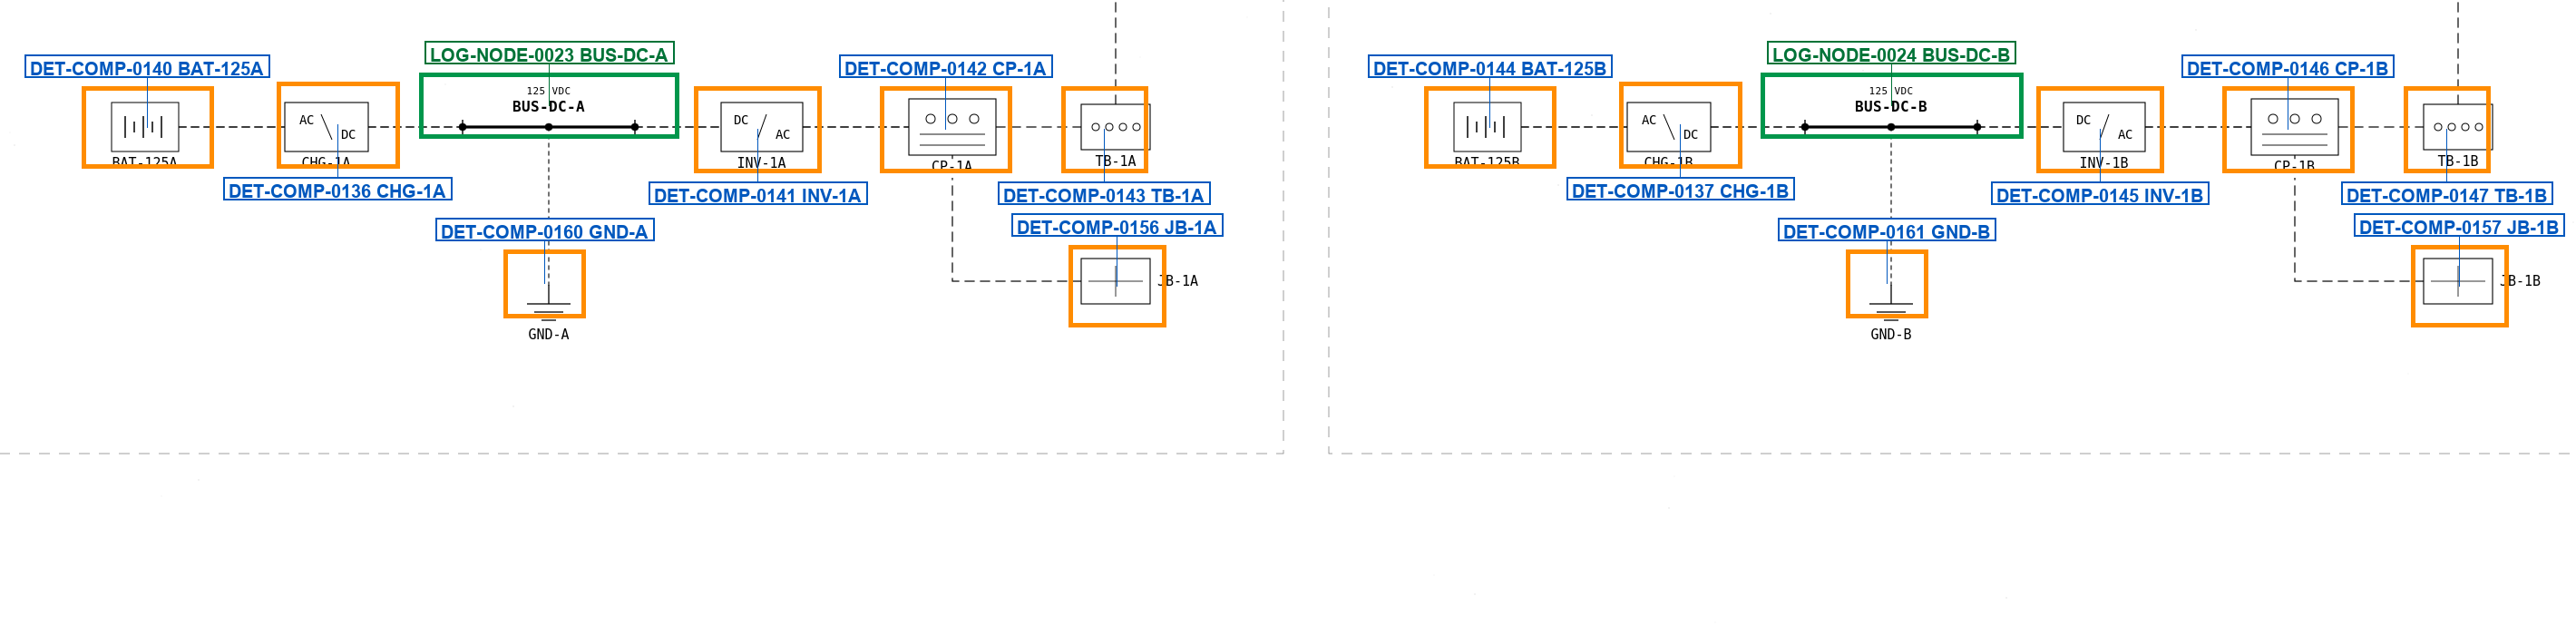 LOG-NODE-0023 BUS-DC-A
DET-COMP-0140 BAT-125A
DET-COMP-0142 CP-1A
125 VDC
BUS-DC-A
AC
DC
DC
AC
BAT-125A
CHG-1A
INV-1A
CP-1A
TB-1A
DET-COMP-0136 CHG-1A
DET-COMP-0141 INV-1A
DET-COMP-0143 TB-1A
DET-COMP-0160 GND-A
DET-COMP-0156 JB-1A
JB-1A
GND-A
LOG-NODE-0024 BUS-DC-B
DET-COMP-0144 BAT-125B
DET-COMP-0146 CP-1B
125 VDC
BUS-DC-B
AC
DC
DC
AC
BAT-125B
CHG-1B
INV-1B
CP-1B
TB-1B
DET-COMP-0137 CHG-1B
DET-COMP-0145 INV-1B
DET-COMP-0147 TB-1B
DET-COMP-0161 GND-B
DET-COMP-0157 JB-1B
JB-1B
GND-B